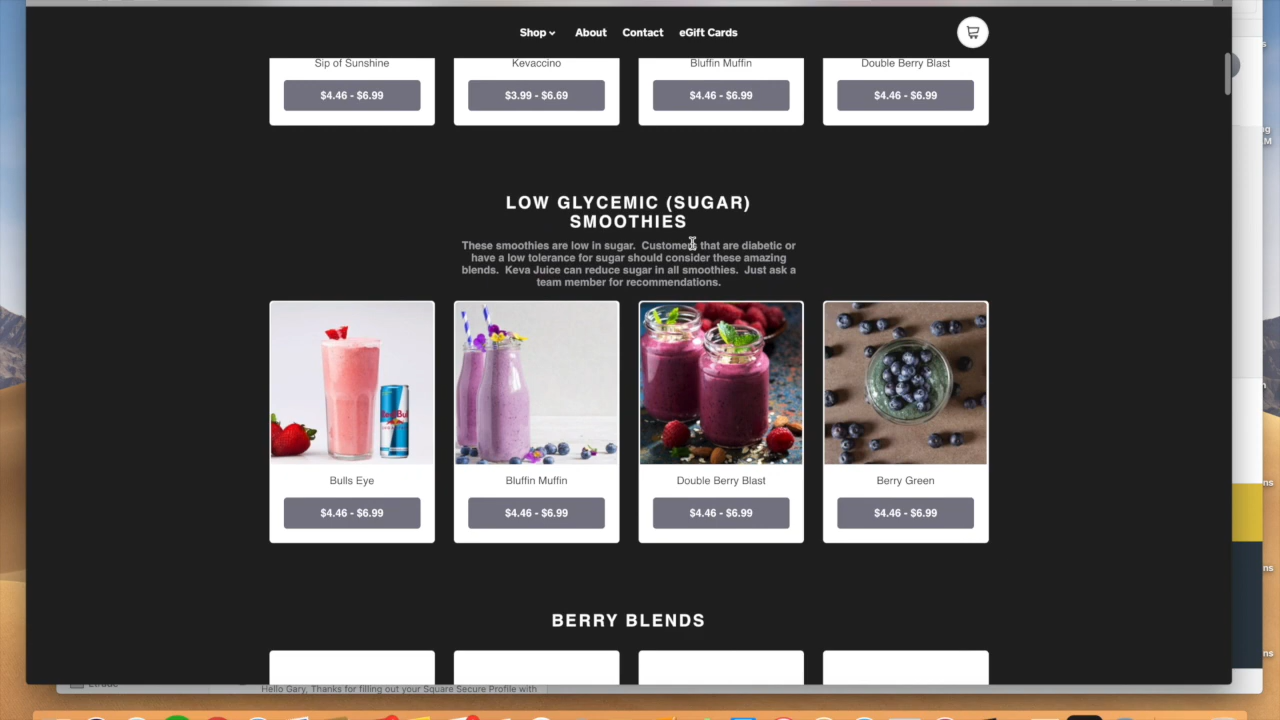 Shop
About
Contact
eGift Cards
Sip of Sunshine
Kevaccino
Bluffin Muffin
Double Berry Blast
$4.46 - $6.99
$3.99 - $6.69
$4.46 - $6.99
$4.46 - $6.99
LOW GLYCEMIC (SUGAR)
SMOOTHIES
These smoothies are low in sugar. Customers that are diabetic or
have a low tolerance for sugar should consider these amazing
blends. Keva Juice can reduce sugar in all smoothies. Just ask a
team member for recommendations.
Bulls Eye
Bluffin Muffin
Double Berry Blast
Berry Green
$4.46 - $6.99
$4.46 - $6.99
$4.46 - $6.99
$4.46 - $6.99
BERRY BLENDS
Hello Gary, Thanks for filling out your Square Secure Profile with